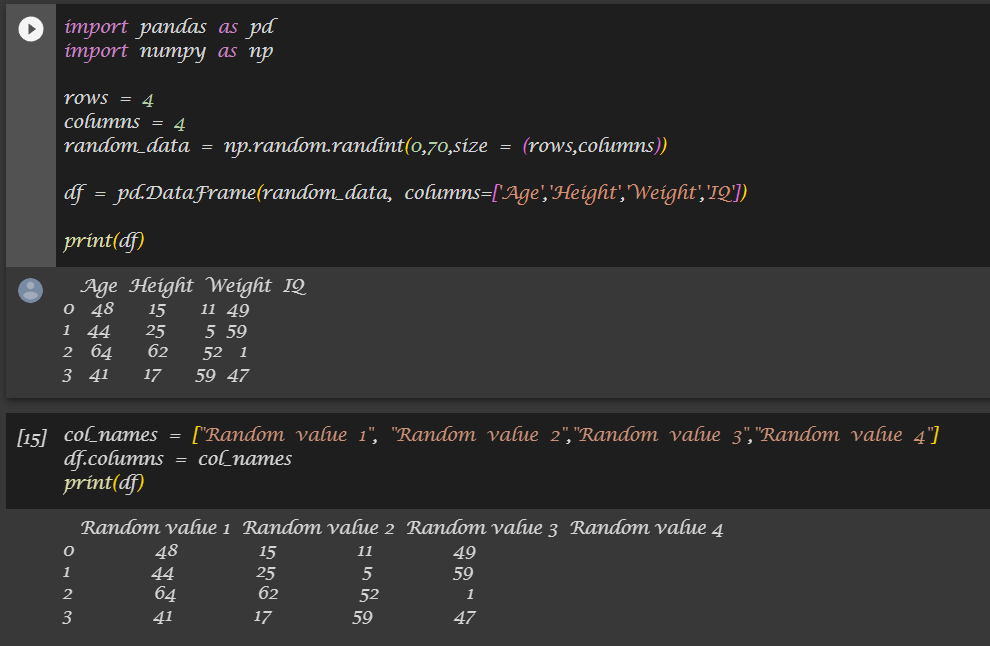 import pandas as pd
import numpy as np
rows = 4
columns = 4
random_data = np.random.randint(0,70,size = (rows,columns))
df = pd.DataFrame(random_data, columns=['Age','Height','Weight','IQ'])
print(df)
Age Height Weight IQ
0 48 15 11 49
1 44 25 5 59
2 64 62 52 1
3 41 17 59 47
[15] col_names = ["Random value 1", "Random value 2","Random value 3","Random value 4"]
df.columns = col_names
print(df)
Random value 1 Random value 2 Random value 3 Random value 4
0 48 15 11 49
1 44 25 5 59
2 64 62 52 1
3 41 17 59 47